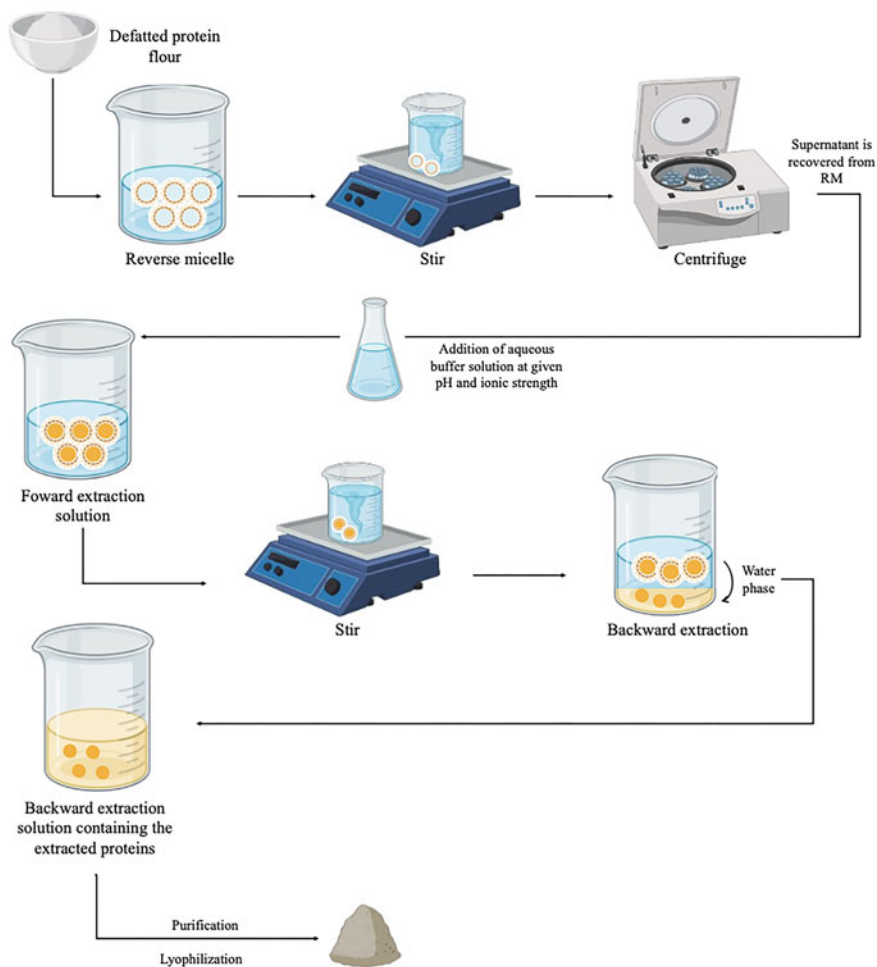 Defatted protein
flour
Reverse micelle
Stir
Centrifuge
Supernatant is
recovered from
RM
Addition of aqueous
buffer solution at given
pH and ionic strength
Foward extraction
solution
Stir
Water
phase
Backward extraction
Backward extraction
solution containing the
extracted proteins
Purification
Lyophilization